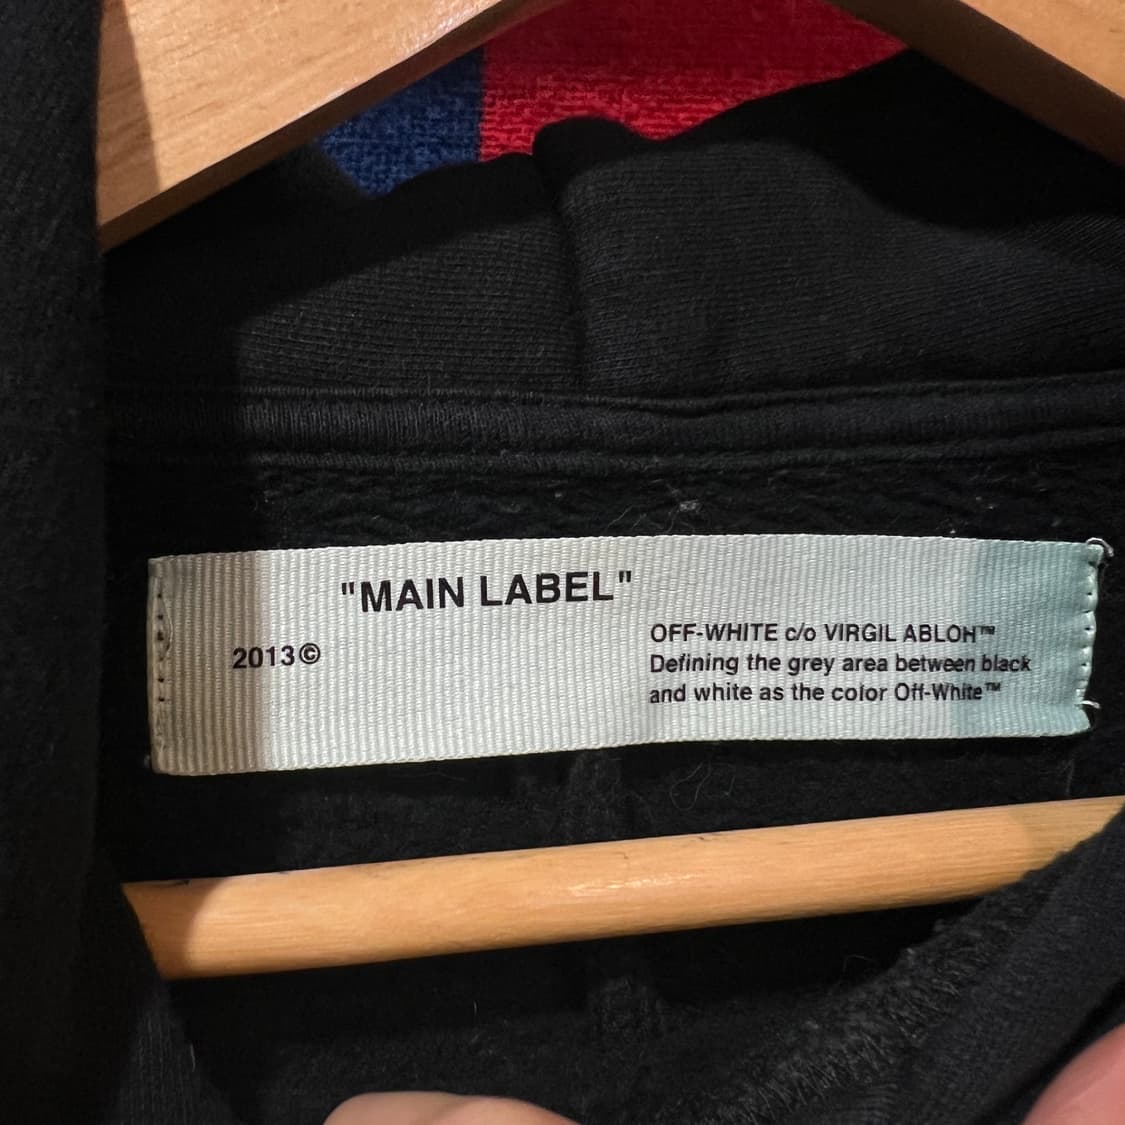 "MAIN LABEL"
2013©
OFF-WHITE c/o VIRGIL ABLOH™
Defining the grey area between black
and white as the color Off-White™